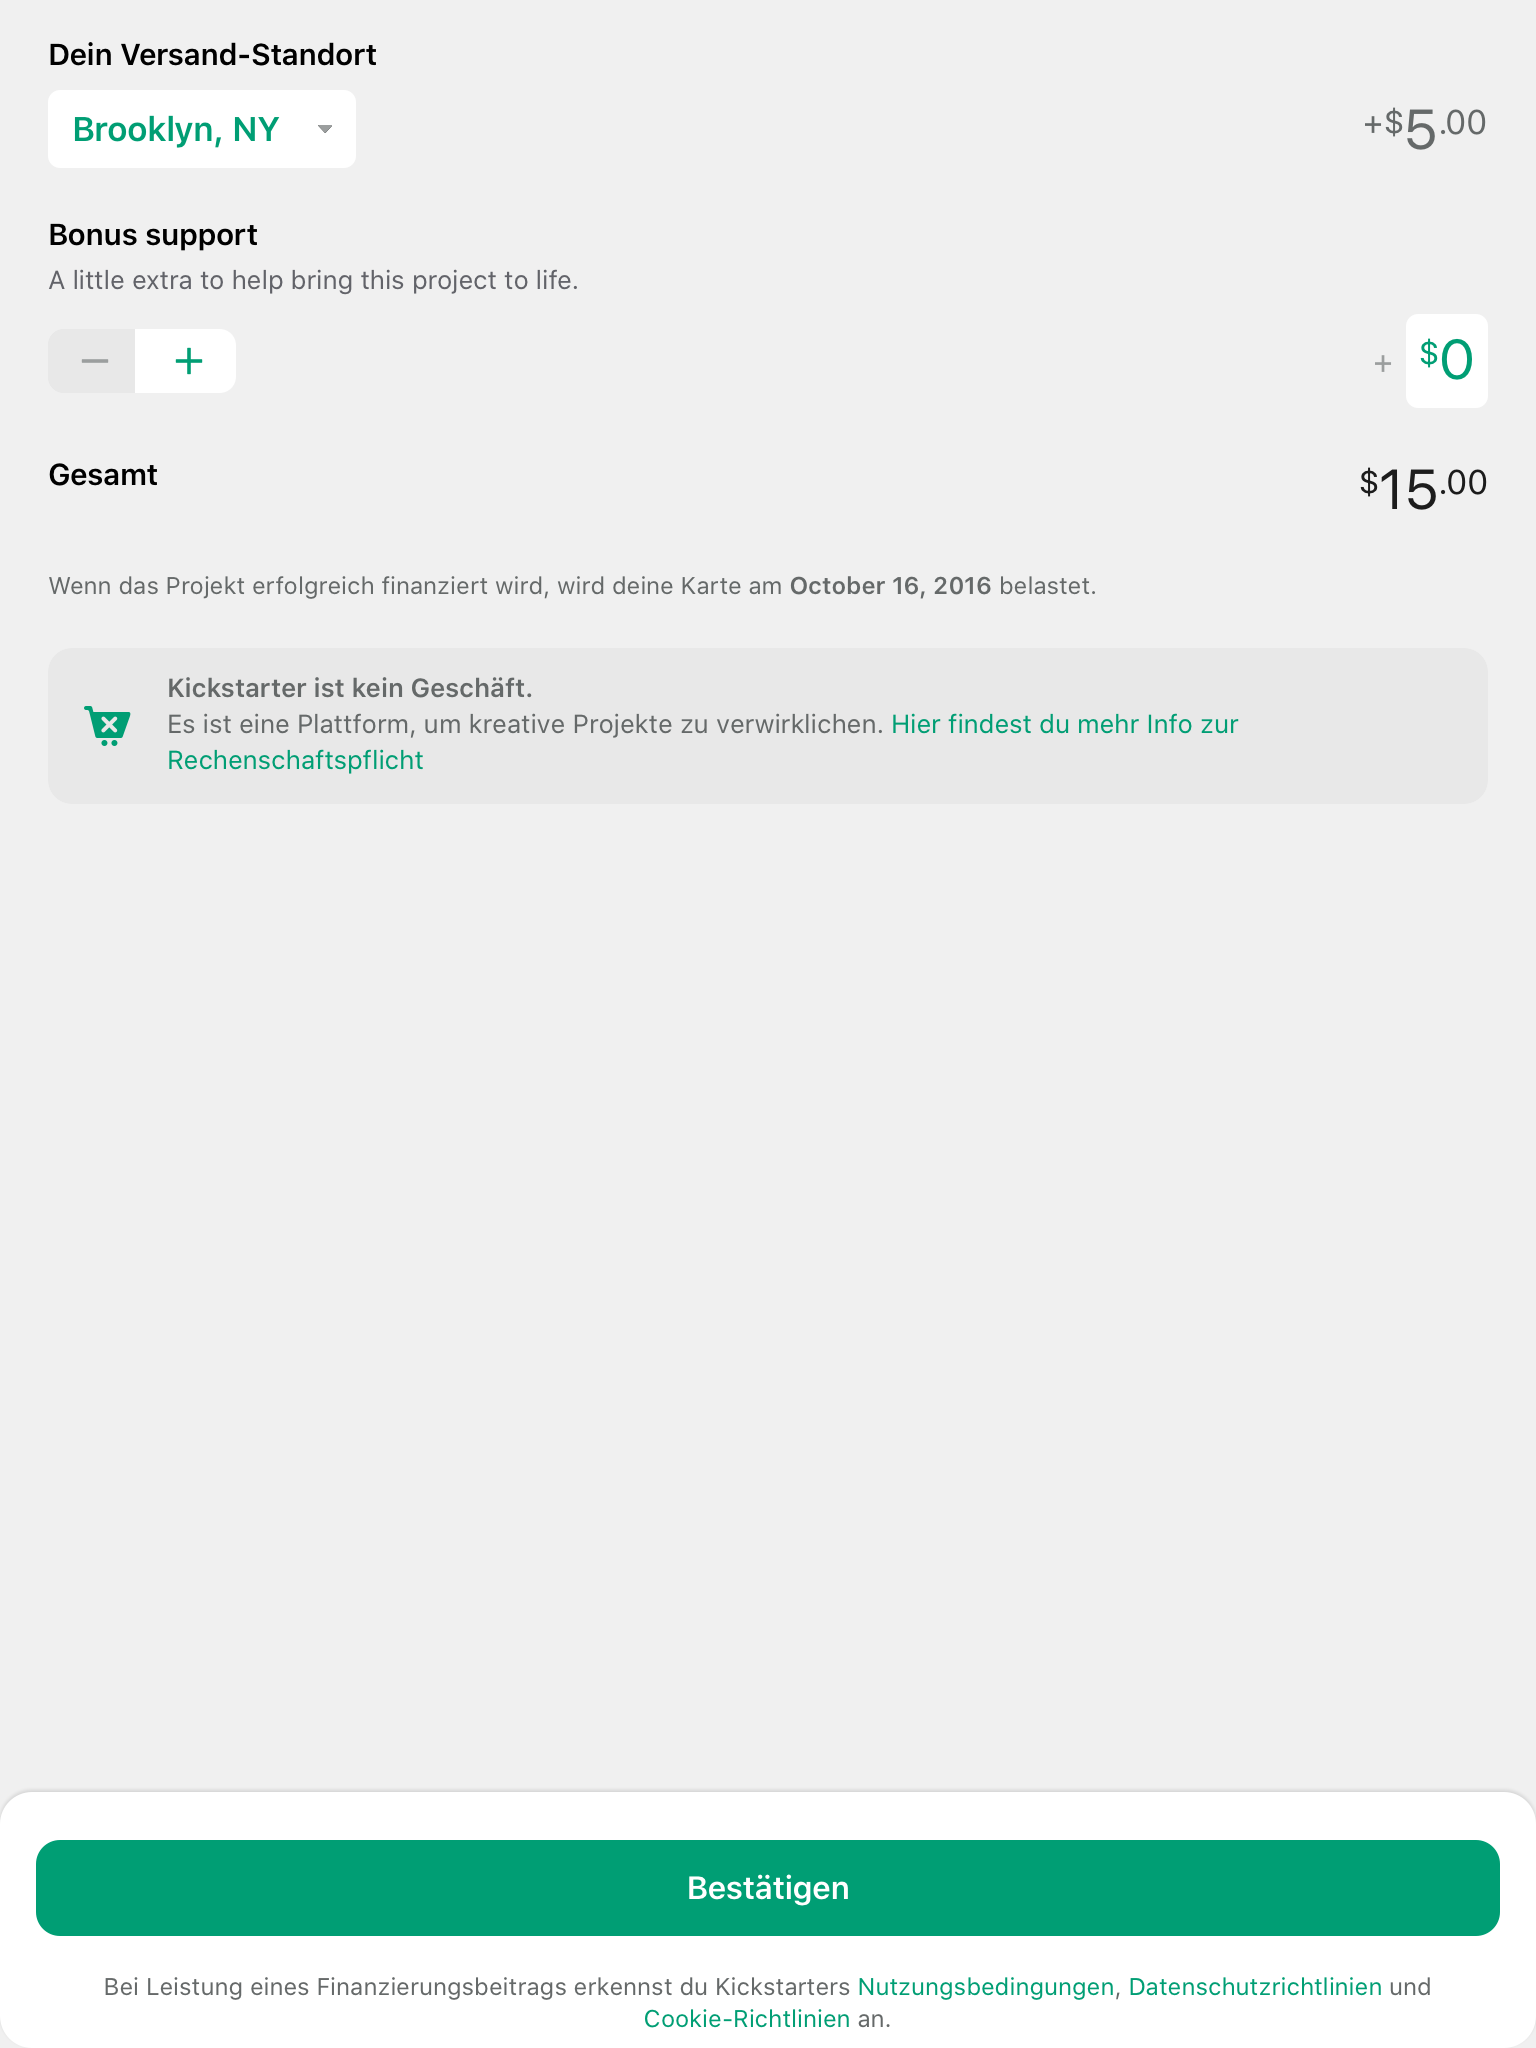 Dein Versand-Standort
Brooklyn, NY
+$5.00
Bonus support
A little extra to help bring this project to life.
+ $0
Gesamt
$15.00
Wenn das Projekt erfolgreich finanziert wird, wird deine Karte am October 16, 2016 belastet.
Kickstarter ist kein Geschäft.
Es ist eine Plattform, um kreative Projekte zu verwirklichen. Hier findest du mehr Info zur
Rechenschaftspflicht
Bestätigen
Bei Leistung eines Finanzierungsbeitrags erkennst du Kickstarters Nutzungsbedingungen, Datenschutzrichtlinien und
Cookie-Richtlinien an.